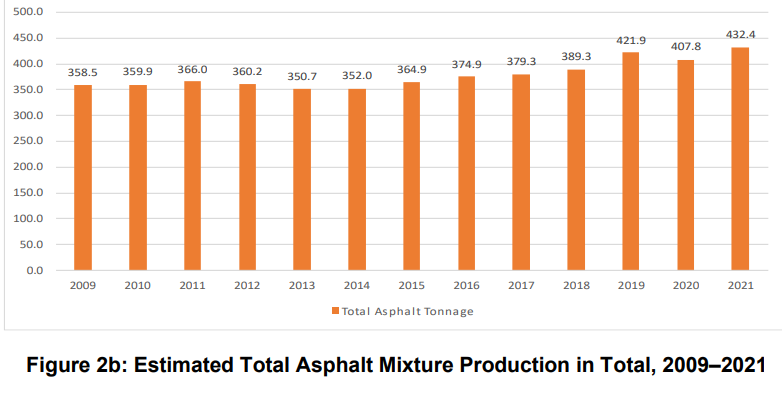 500.0
450.0
400.0
350.0
300.0
250.0
200.0
150.0
100.0
50.0
0.0
358.5 359.9 366.0 360.2 350.7 352.0 364.9 374.9 379.3 389.3 421.9 407.8 432.4
2009 2010 2011 2012 2013 2014 2015 2016 2017 2018 2019 2020 2021
Total Asphalt Tonnage
Figure 2b: Estimated Total Asphalt Mixture Production in Total, 2009–2021